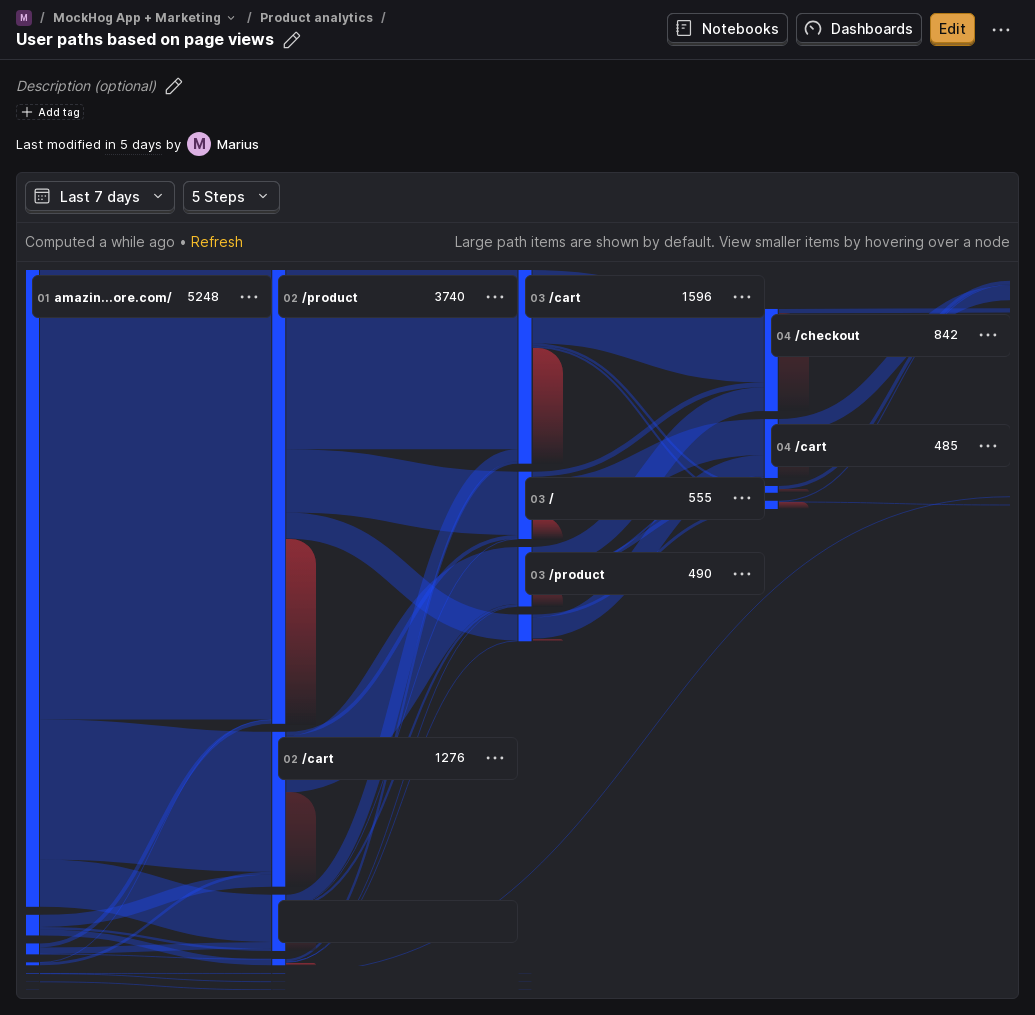 M / MockHog App + Marketing / Product analytics /
User paths based on page views
Notebooks
Dashboards
Edit
Description (optional)
Add tag
Last modified in 5 days by M Marius
Last 7 days
5 Steps
Computed a while ago • Refresh
Large path items are shown by default. View smaller items by hovering over a node
01 amazin...ore.com/ 5248
02 /product 3740
03 /cart 1596
04 /checkout 842
04 /cart 485
03 / 555
03 /product 490
02 /cart 1276